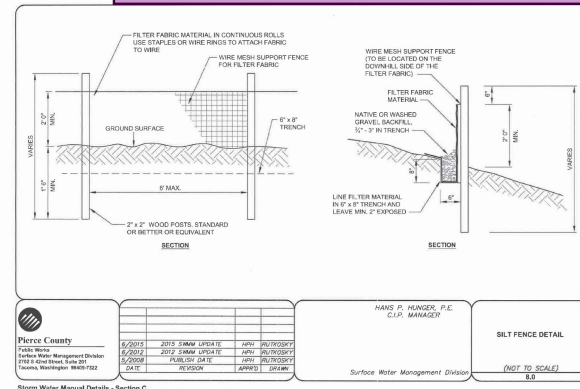 FILTER FABRIC MATERIAL IN CONTINUOUS ROLLS
USE STAPLES OR WIRE RINGS TO ATTACH FABRIC
TO WIRE
WIRE MESH SUPPORT FENCE
FOR FILTER FABRIC
6" x 8"
TRENCH
GROUND SURFACE
VARIES
2' 0"
MIN.
1' 6"
MIN.
6' MAX.
2" x 2" WOOD POSTS, STANDARD
OR BETTER OR EQUIVALENT
SECTION
WIRE MESH SUPPORT FENCE
(TO BE LOCATED ON THE
DOWNHILL SIDE OF THE
FILTER FABRIC)
FILTER FABRIC
MATERIAL
NATIVE OR WASHED
GRAVEL BACKFILL,
¾" - 3" IN TRENCH
6"
2' 0"
MIN.
VARIES
8"
6"
LINE FILTER MATERIAL
IN 6" x 8" TRENCH AND
LEAVE MIN. 2" EXPOSED
SECTION
Pierce County
Public Works
Surface Water Management Division
2702 S 42nd Street, Suite 201
Tacoma, Washington 98409-7322
6/2015 2015 SWMM UPDATE HPH RUTKOSKY
6/2012 2012 SWMM UPDATE HPH RUTKOSKY
5/2008 PUBLISH DATE HPH RUTKOSKY
DATE REVISION APPR'D DRAWN
HANS P. HUNGER, P.E.
C.I.P. MANAGER
Surface Water Management Division
SILT FENCE DETAIL
(NOT TO SCALE)
8.0
Storm Water Manual Details - Section C